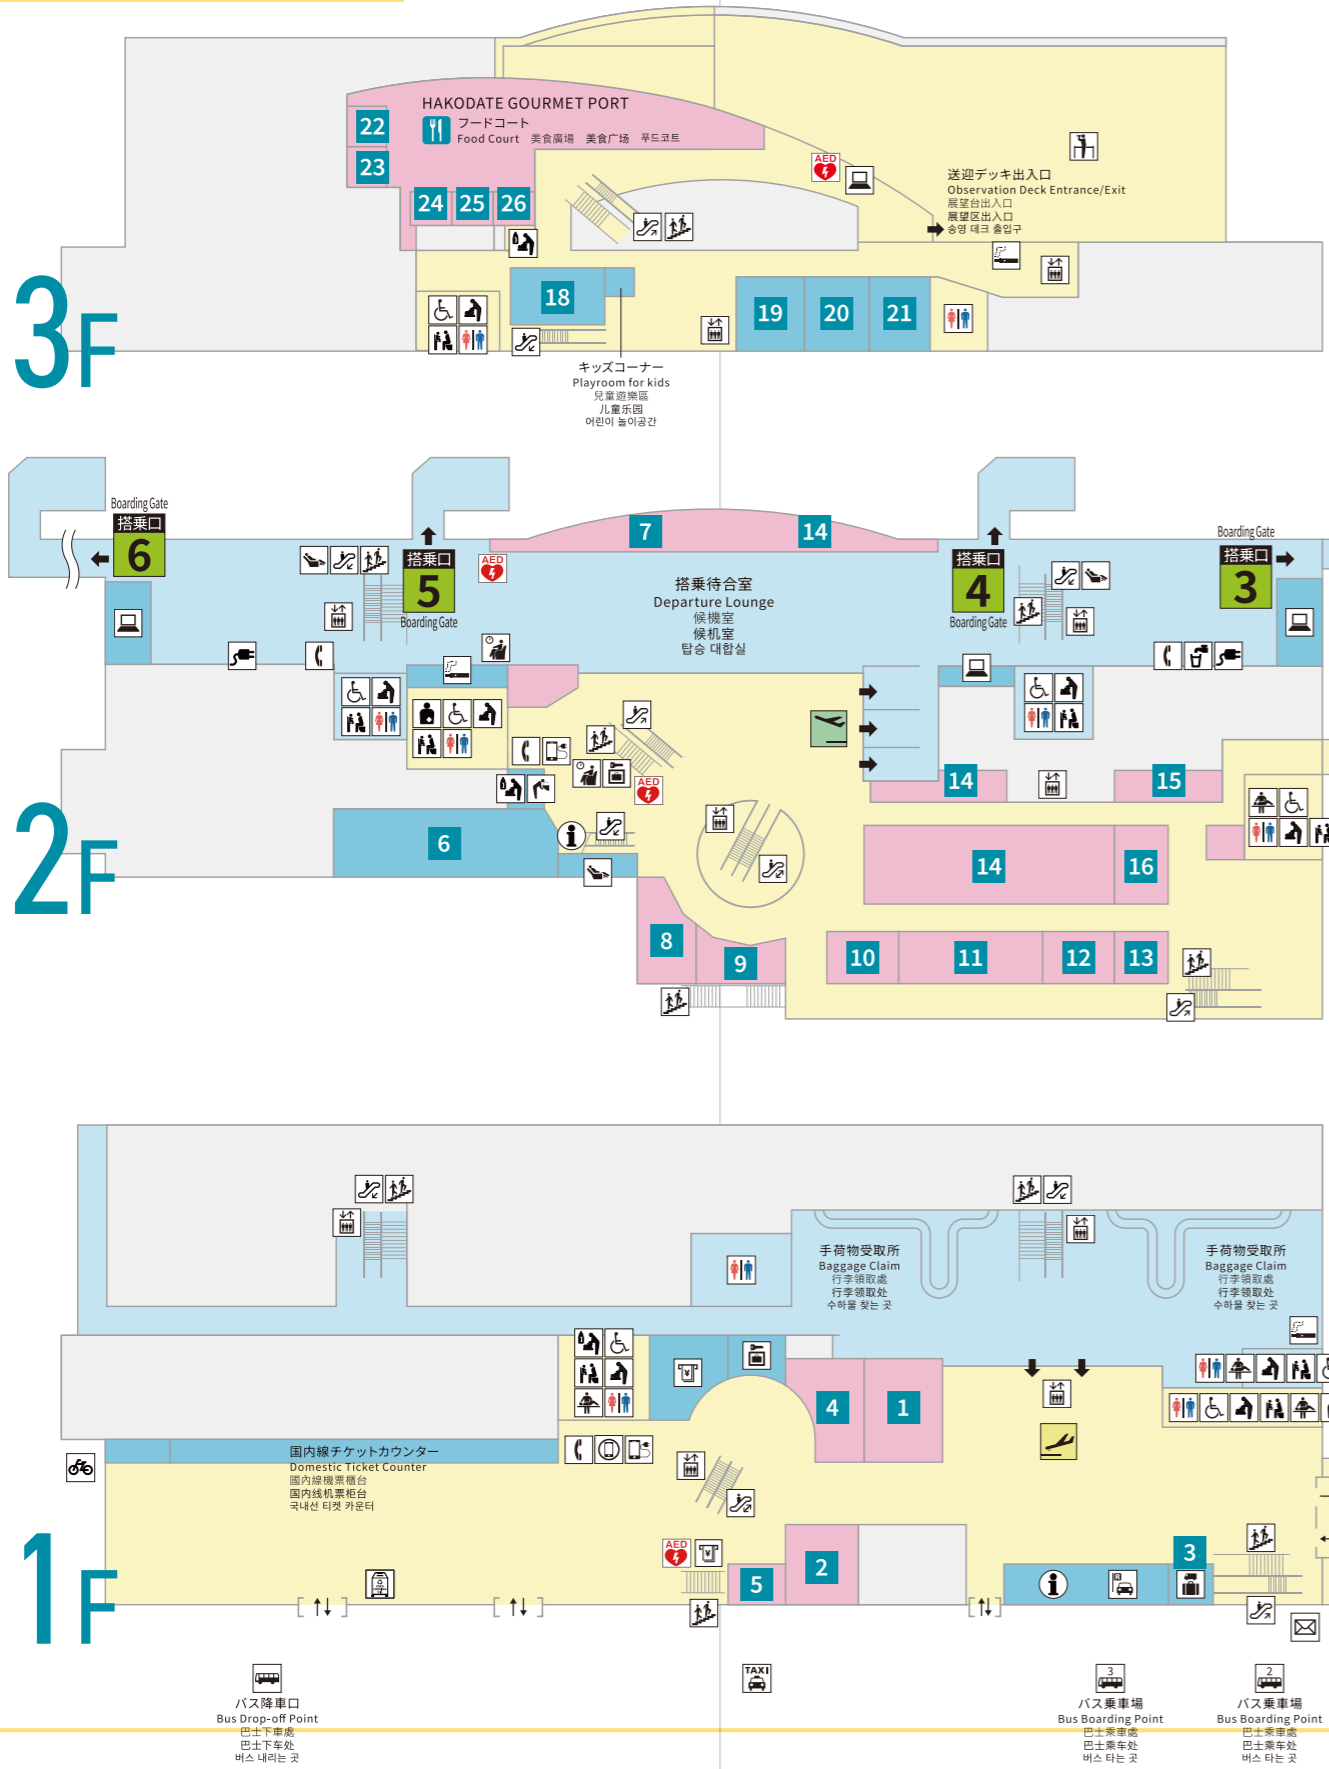 HAKODATE GOURMET PORT
フードコート
Food Court 美食廣場 美食广场 푸드코트
22
23
24
25
26
AED
送迎デッキ出入口
Observation Deck Entrance/Exit
展望台出入口
展望区出入口
송영 데크 출입구
3F
18
19
20
21
キッズコーナー
Playroom for kids
兒童遊樂區
儿童乐园
어린이 놀이공간
Boarding Gate
搭乗口
6
搭乗口
5
Boarding Gate
AED
7
14
搭乗待合室
Departure Lounge
候機室
候机室
탑승 대합실
搭乗口
4
Boarding Gate
Boarding Gate
搭乗口
3
2F
6
AED
14
15
14
16
8
9
10
11
12
13
手荷物受取所
Baggage Claim
行李領取處
行李领取处
수하물 찾는 곳
手荷物受取所
Baggage Claim
行李領取處
行李领取处
수하물 찾는 곳
4
1
国内線チケットカウンター
Domestic Ticket Counter
國內線機票櫃台
国内线机票柜台
국내선 티켓 카운터
1F
AED
5
2
3
バス降車口
Bus Drop-off Point
巴士下車處
巴士下车处
버스 내리는 곳
TAXI
3
バス乗車場
Bus Boarding Point
巴士乘車處
巴士乘车处
버스 타는 곳
2
バス乗車場
Bus Boarding Point
巴士乘車處
巴士乘车处
버스 타는 곳